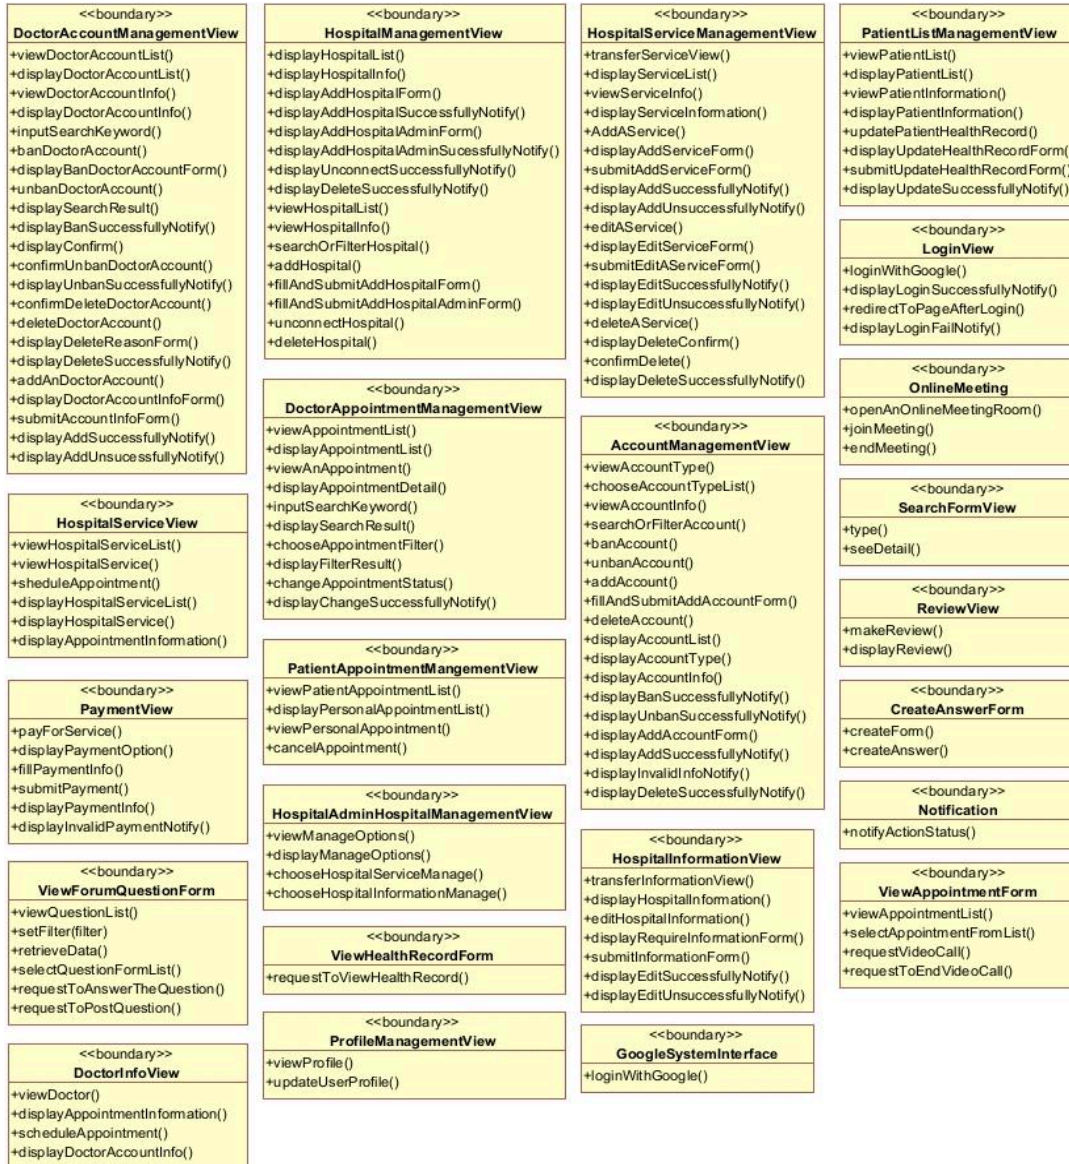 <<boundary>>
DoctorAccountManagementView
+viewDoctorAccountList()
+displayDoctorAccountList()
+viewDoctorAccountInfo()
+displayDoctorAccountInfo()
+inputSearchKeyword()
+banDoctorAccount()
+displayBanDoctorAccountForm()
+unbanDoctorAccount()
+displaySearchResult()
+displayBanSuccessfullyNotify()
+displayConfirm()
+confirmUnbanDoctorAccount()
+displayUnbanSuccessfullyNotify()
+confirmDeleteDoctorAccount()
+deleteDoctorAccount()
+displayDeleteReasonForm()
+displayDeleteSuccessfullyNotify()
+addAnDoctorAccount()
+displayDoctorAccountInfoForm()
+submitAccountInfoForm()
+displayAddSuccessfullyNotify()
+displayAddUnsucessfullyNotify()
<<boundary>>
HospitalServiceView
+viewHospitalServiceList()
+viewHospitalService()
+sheduleAppointment()
+displayHospitalServiceList()
+displayHospitalService()
+displayAppointmentInformation()
<<boundary>>
PaymentView
+payForService()
+displayPaymentOption()
+fillPaymentInfo()
+submitPayment()
+displayPaymentInfo()
+displayInvalidPaymentNotify()
<<boundary>>
ViewForumQuestionForm
+viewQuestionList()
+setFilter(filter)
+retrieveData()
+selectQuestionFormList()
+requestToAnswerTheQuestion()
+requestToPostQuestion()
<<boundary>>
DoctorInfoView
+viewDoctor()
+displayAppointmentInformation()
+scheduleAppointment()
+displayDoctorAccountInfo()
<<boundary>>
HospitalManagementView
+displayHospitalList()
+displayHospitalInfo()
+displayAddHospitalForm()
+displayAddHospitalSuccessfullyNotify()
+displayAddHospitalAdminForm()
+displayAddHospitalAdminSucessfullyNotify()
+displayUnconnectSuccessfullyNotify()
+displayDeleteSuccessfullyNotify()
+viewHospitalList()
+viewHospitalInfo()
+searchOrFilterHospital()
+addHospital()
+fillAndSubmitAddHospitalForm()
+fillAndSubmitAddHospitalAdminForm()
+unconnectHospital()
+deleteHospital()
<<boundary>>
DoctorAppointmentManagementView
+viewAppointmentList()
+displayAppointmentList()
+viewAnAppointment()
+displayAppointmentDetail()
+inputSearchKeyword()
+displaySearchResult()
+chooseAppointmentFilter()
+displayFilterResult()
+changeAppointmentStatus()
+displayChangeSuccessfullyNotify()
<<boundary>>
PatientAppointmentMangementView
+viewPatientAppointmentList()
+displayPersonalAppointmentList()
+viewPersonalAppointment()
+cancelAppointment()
<<boundary>>
HospitalAdminHospitalManagementView
+viewManageOptions()
+displayManageOptions()
+chooseHospitalServiceManage()
+chooseHospitalInformationManage()
<<boundary>>
ViewHealthRecordForm
+requestToViewHealthRecord()
<<boundary>>
ProfileManagementView
+viewProfile()
+updateUserProfile()
<<boundary>>
HospitalServiceManagementView
+transferServiceView()
+displayServiceList()
+viewServiceInfo()
+displayServiceInformation()
+AddAService()
+displayAddServiceForm()
+submitAddServiceForm()
+displayAddSuccessfullyNotify()
+displayAddUnsuccessfullyNotify()
+editAService()
+displayEditServiceForm()
+submitEditAServiceForm()
+displayEditSuccessfullyNotify()
+displayEditUnsuccessfullyNotify()
+deleteAService()
+displayDeleteConfirm()
+confirmDelete()
+displayDeleteSuccessfullyNotify()
<<boundary>>
AccountManagementView
+viewAccountType()
+chooseAccountTypeList()
+viewAccountInfo()
+searchOrFilterAccount()
+banAccount()
+unbanAccount()
+addAccount()
+fillAndSubmitAddAccountForm()
+deleteAccount()
+displayAccountList()
+displayAccountType()
+displayAccountInfo()
+displayBanSuccessfullyNotify()
+displayUnbanSuccessfullyNotify()
+displayAddAccountForm()
+displayAddSuccessfullyNotify()
+displayInvalidInfoNotify()
+displayDeleteSuccessfullyNotify()
<<boundary>>
HospitalInformationView
+transferInformationView()
+displayHospitalInformation()
+editHospitalInformation()
+displayRequireInformationForm()
+submitInformationForm()
+displayEditSuccessfullyNotify()
+displayEditUnsuccessfullyNotify()
<<boundary>>
GoogleSystemInterface
+loginWithGoogle()
<<boundary>>
PatientListManagementView
+viewPatientList()
+displayPatientList()
+viewPatientInformation()
+displayPatientInformation()
+updatePatientHealthRecord()
+displayUpdateHealthRecordForm()
+submitUpdateHealthRecordForm()
+displayUpdateSuccessfullyNotify()
<<boundary>>
LoginView
+loginWithGoogle()
+displayLoginSuccessfullyNotify()
+redirectToPageAfterLogin()
+displayLoginFailNotify()
<<boundary>>
OnlineMeeting
+openAnOnlineMeetingRoom()
+joinMeeting()
+endMeeting()
<<boundary>>
SearchFormView
+type()
+seeDetail()
<<boundary>>
ReviewView
+makeReview()
+displayReview()
<<boundary>>
CreateAnswerForm
+createForm()
+createAnswer()
<<boundary>>
Notification
+notifyActionStatus()
<<boundary>>
ViewAppointmentForm
+viewAppointmentList()
+selectAppointmentFromList()
+requestVideoCall()
+requestToEndVideoCall()